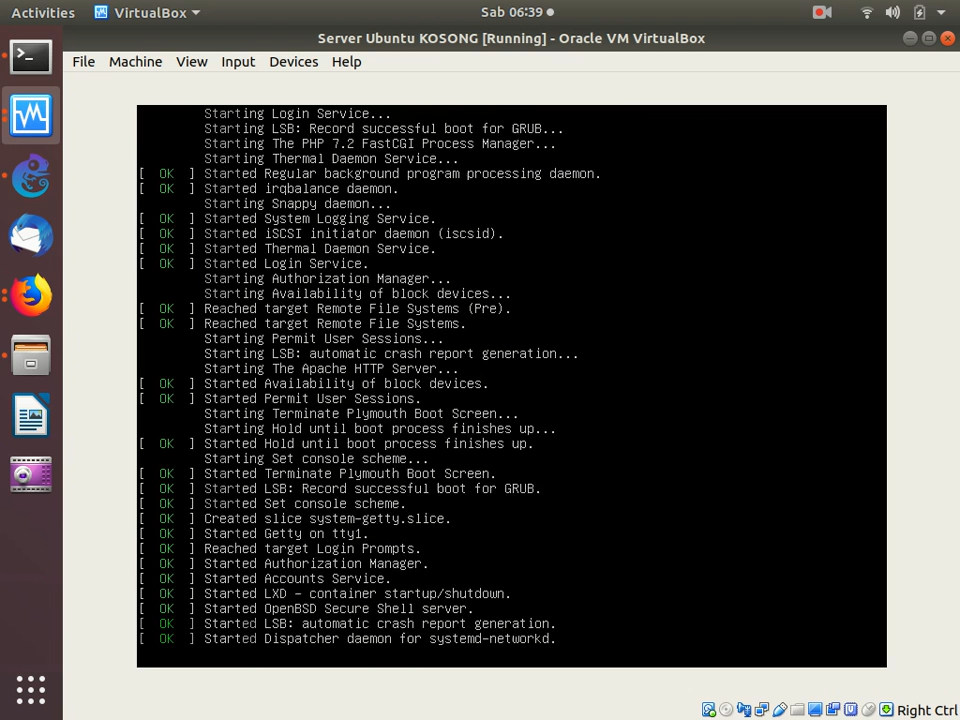 Activities VirtualBox Sab 06:39
Server Ubuntu KOSONG [Running] - Oracle VM VirtualBox
File Machine View Input Devices Help
Starting Login Service...
Starting LSB: Record successful boot for GRUB...
Starting The PHP 7.2 FastCGI Process Manager...
Starting Thermal Daemon Service...
[ OK ] Started Regular background program processing daemon.
[ OK ] Started irqbalance daemon.
Starting Snappy daemon...
[ OK ] Started System Logging Service.
[ OK ] Started iSCSI initiator daemon (iscsid).
[ OK ] Started Thermal Daemon Service.
[ OK ] Started Login Service.
Starting Authorization Manager...
Starting Availability of block devices...
[ OK ] Reached target Remote File Systems (Pre).
[ OK ] Reached target Remote File Systems.
Starting Permit User Sessions...
Starting LSB: automatic crash report generation...
Starting The Apache HTTP Server...
[ OK ] Started Availability of block devices.
[ OK ] Started Permit User Sessions.
Starting Terminate Plymouth Boot Screen...
Starting Hold until boot process finishes up...
[ OK ] Started Hold until boot process finishes up.
Starting Set console scheme...
[ OK ] Started Terminate Plymouth Boot Screen.
[ OK ] Started LSB: Record successful boot for GRUB.
[ OK ] Started Set console scheme.
[ OK ] Created slice system-getty.slice.
[ OK ] Started Getty on tty1.
[ OK ] Reached target Login Prompts.
[ OK ] Started Authorization Manager.
[ OK ] Started Accounts Service.
[ OK ] Started LXD - container startup/shutdown.
[ OK ] Started OpenBSD Secure Shell server.
[ OK ] Started LSB: automatic crash report generation.
[ OK ] Started Dispatcher daemon for systemd-networkd.
Right Ctrl